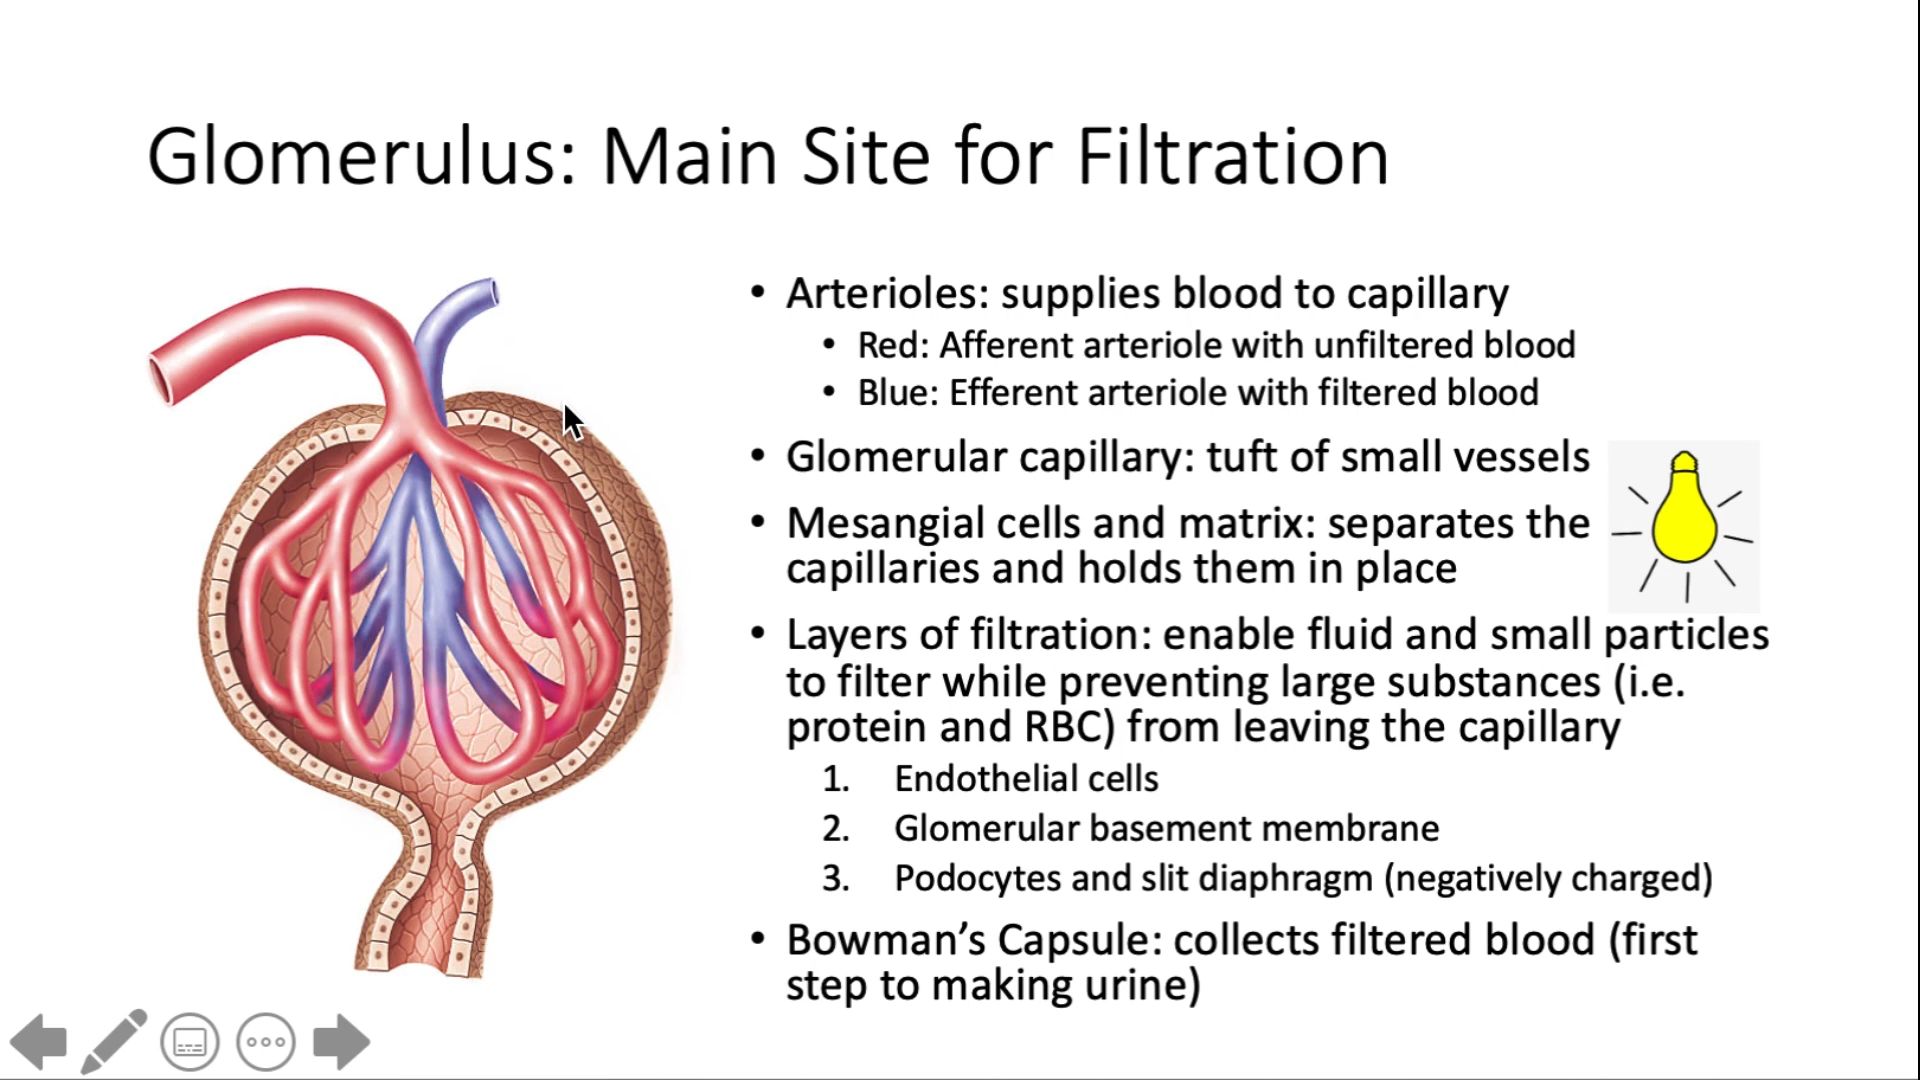 Glomerulus: Main Site for Filtration
• Arterioles: supplies blood to capillary
• Red: Afferent arteriole with unfiltered blood
• Blue: Efferent arteriole with filtered blood
• Glomerular capillary: tuft of small vessels
• Mesangial cells and matrix: separates the
capillaries and holds them in place
• Layers of filtration: enable fluid and small particles
to filter while preventing large substances (i.e.
protein and RBC) from leaving the capillary
1. Endothelial cells
2. Glomerular basement membrane
3. Podocytes and slit diaphragm (negatively charged)
• Bowman’s Capsule: collects filtered blood (first
step to making urine)